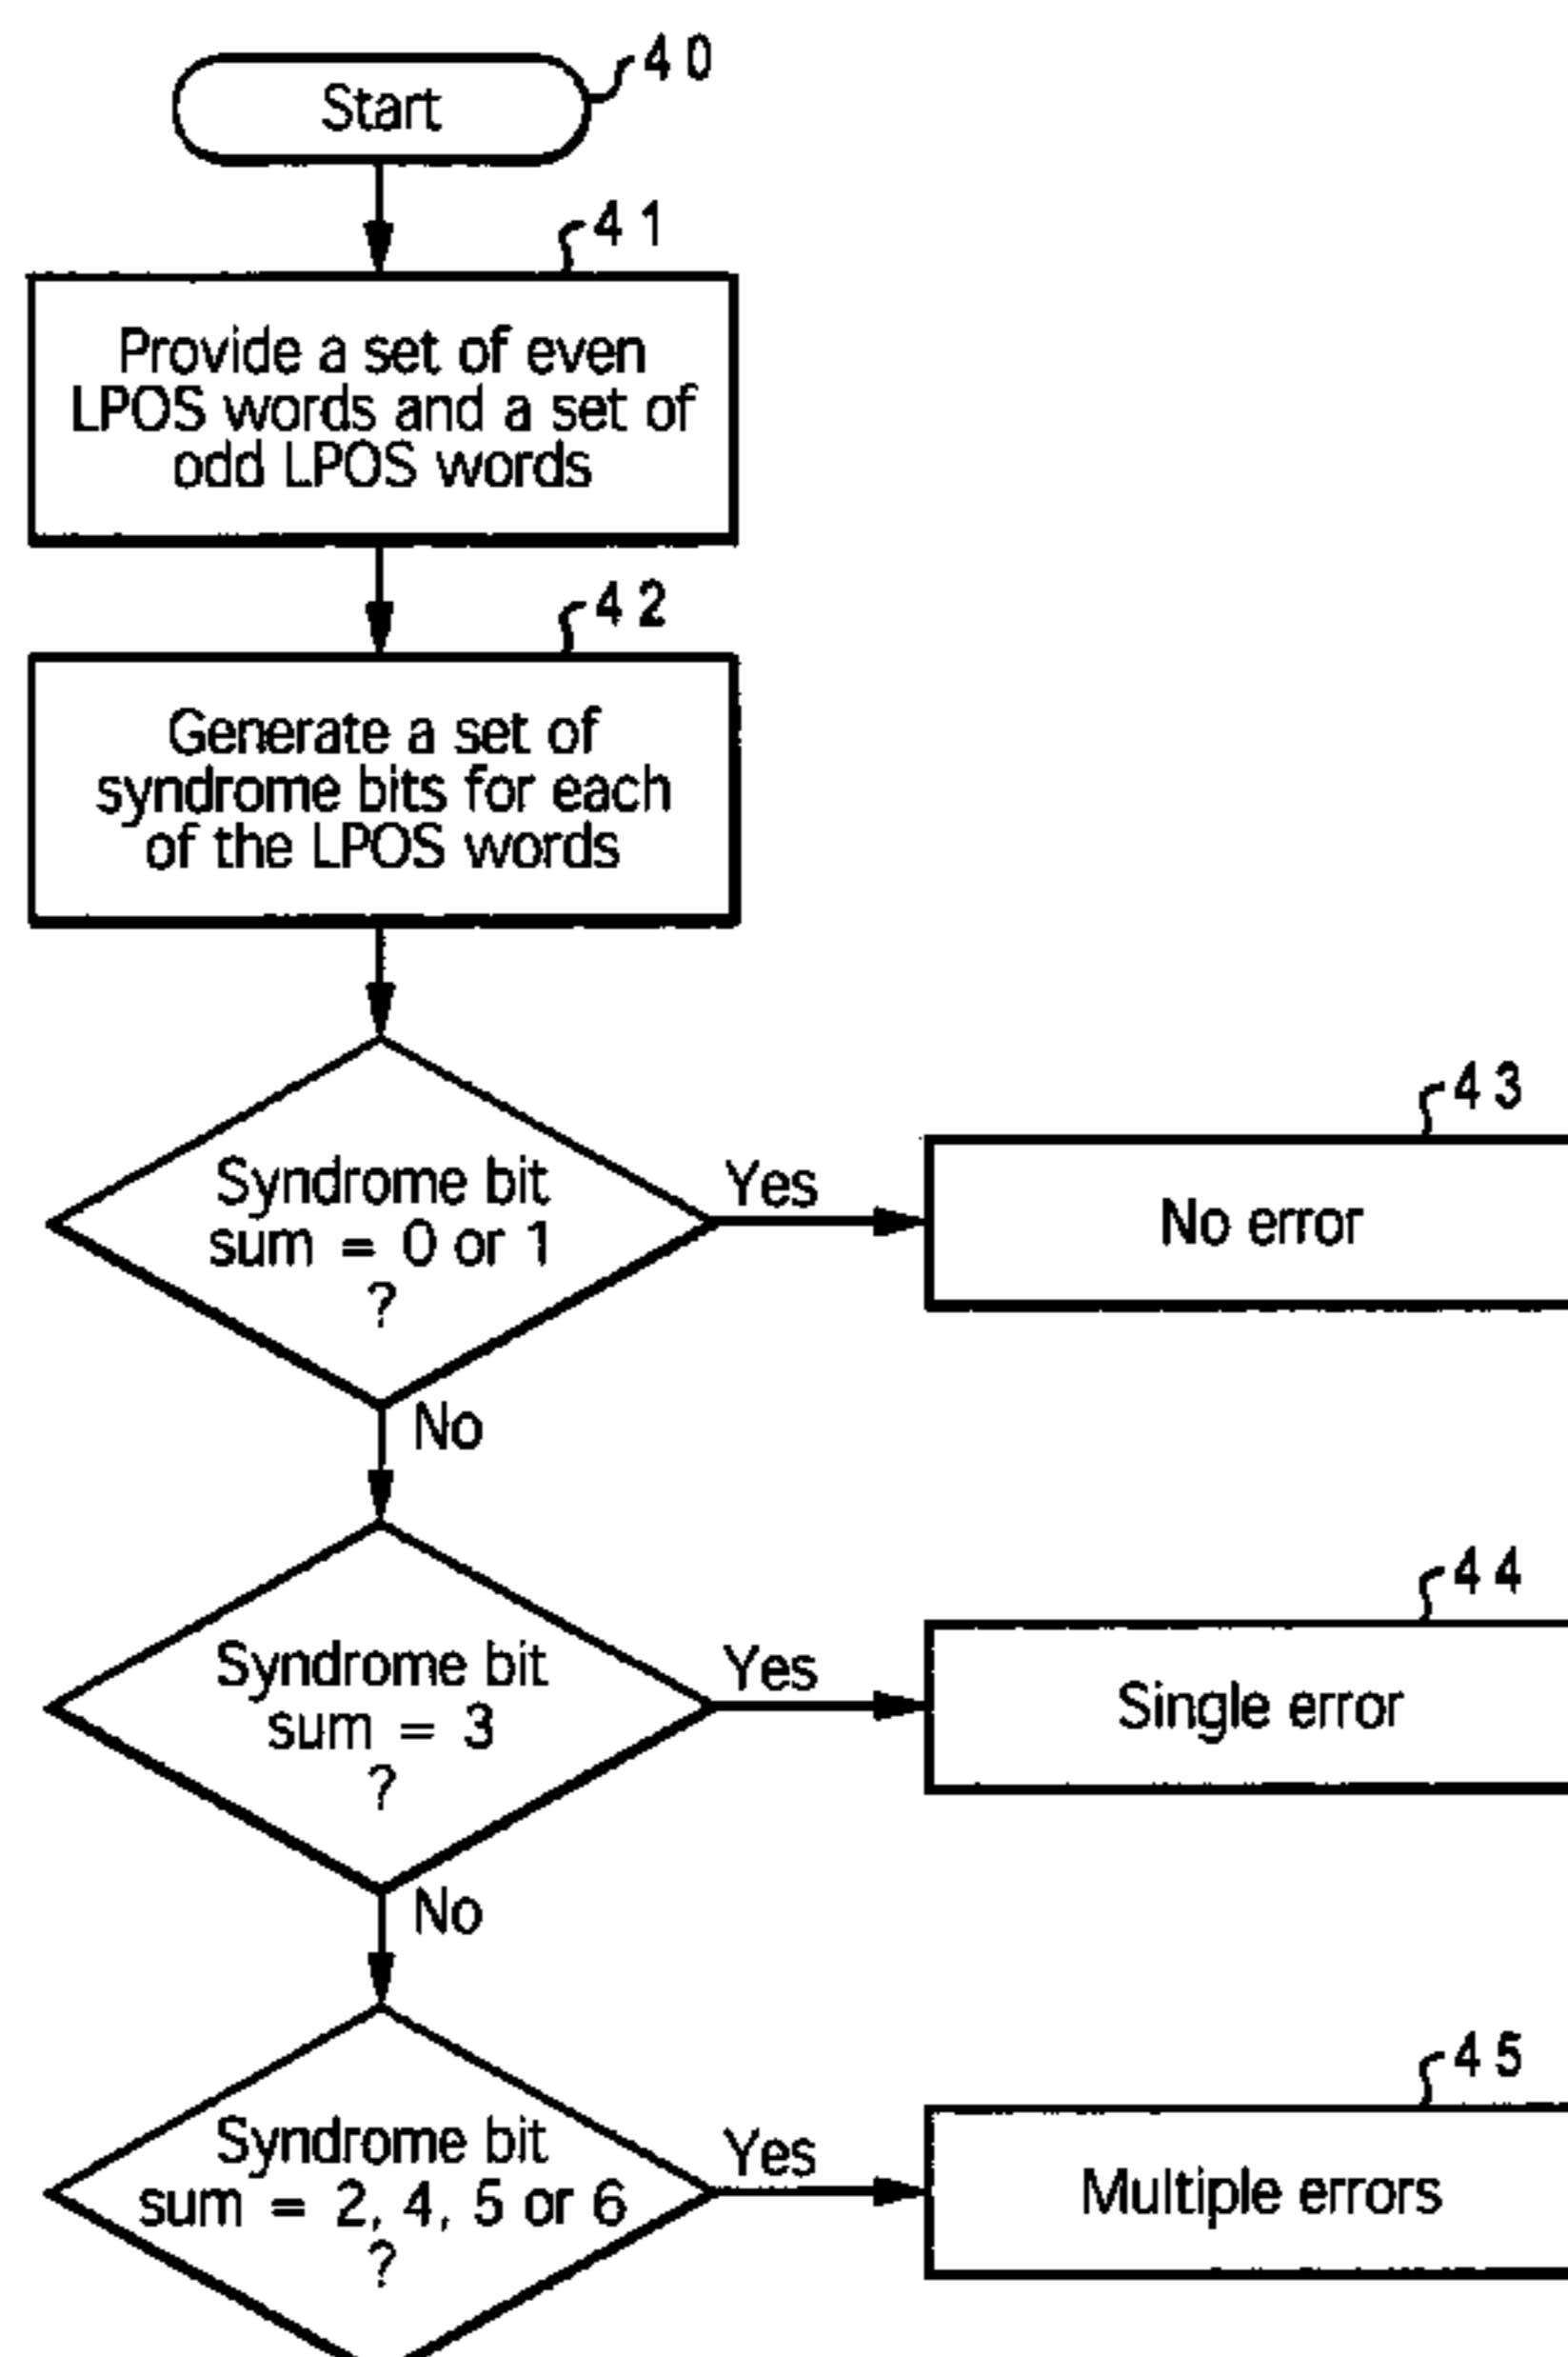 40
Start
41
Provide a set of even
LPOS words and a set of
odd LPOS words
42
Generate a set of
syndrome bits for each
of the LPOS words
43
Syndrome bit
sum = 0 or 1
?
Yes
No error
No
44
Syndrome bit
sum = 3
?
Yes
Single error
No
45
Syndrome bit
sum = 2, 4, 5 or 6
?
Yes
Multiple errors